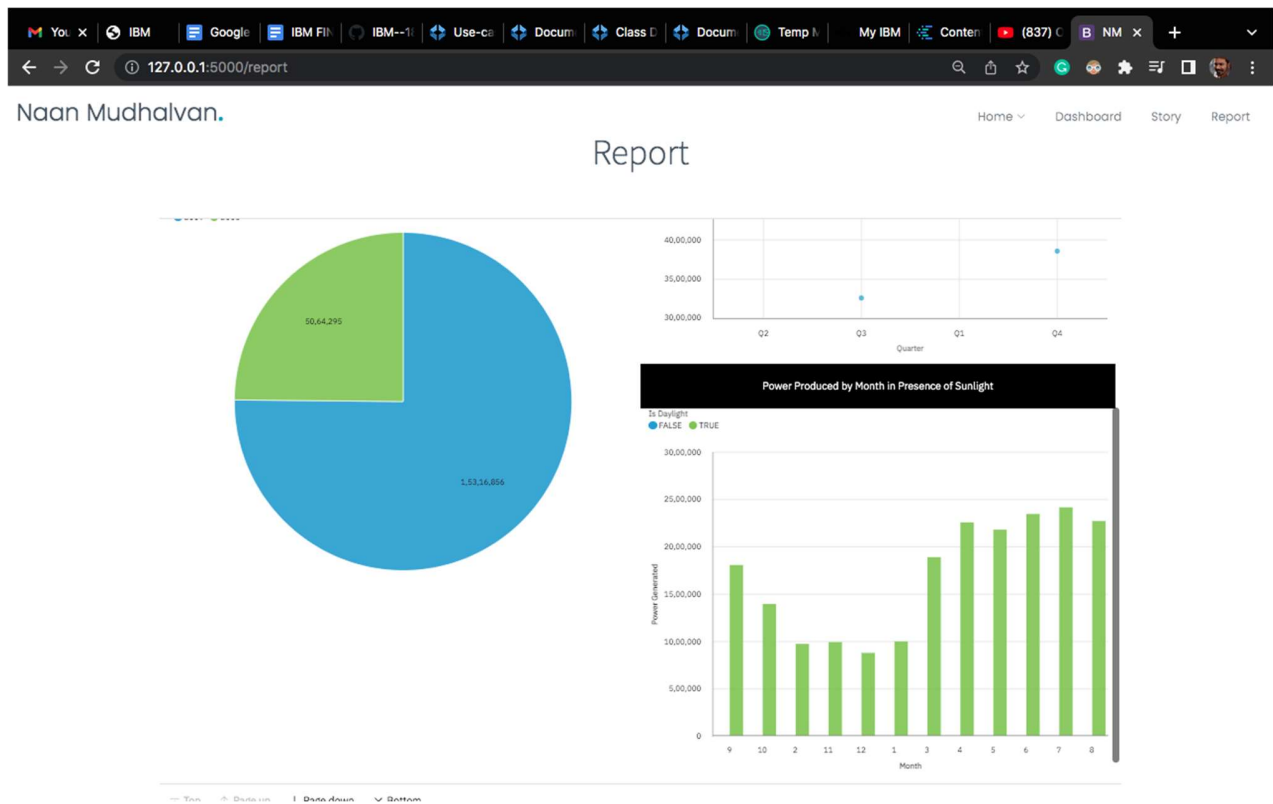 You IBM Google IBM FIN IBM--18 Use-ca Docum Class D Docum Temp M My IBM Conten (837) C B NM
127.0.0.1:5000/report
Naan Mudhalvan.
Home Dashboard Story Report
Report
50,64,295
1,53,16,856
40,00,000
35,00,000
30,00,000
Q2 Q3 Q1 Q4
Quarter
Power Produced by Month in Presence of Sunlight
Is Daylight
FALSE TRUE
30,00,000
25,00,000
20,00,000
15,00,000
10,00,000
5,00,000
0
Power Generated
9 10 2 11 12 1 3 4 5 6 7 8
Month
Top Page up Page down Bottom